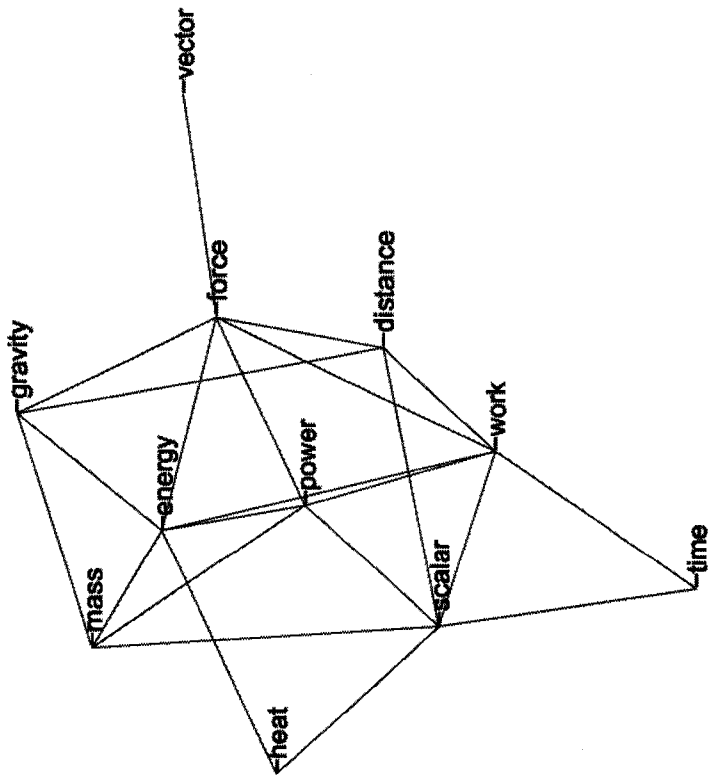 vector
force
gravity
distance
energy
power
work
mass
scalar
time
heat